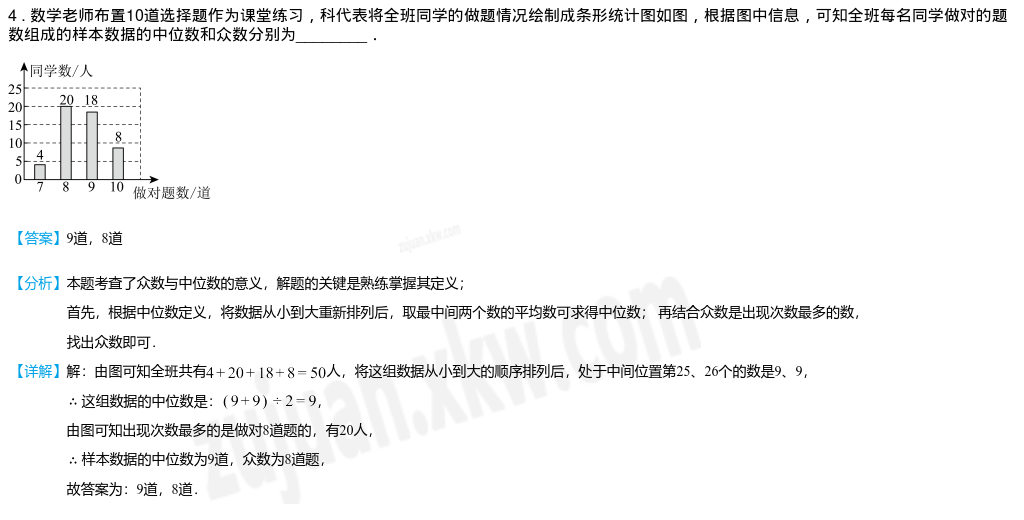 4．数学老师布置10道选择题作为课堂练习，科代表将全班同学的做题情况绘制成条形统计图如图，根据图中信息，可知全班每名同学做对的题
数组成的样本数据的中位数和众数分别为_________．
同学数/人
25
20
15
10
5
0
4
20
18
8
7
8
9
10
做对题数/道
【答案】9道，8道
【分析】本题考查了众数与中位数的意义，解题的关键是熟练掌握其定义；
首先，根据中位数定义，将数据从小到大重新排列后，取最中间两个数的平均数可求得中位数； 再结合众数是出现次数最多的数，
找出众数即可．
【详解】解：由图可知全班共有4+20+18+8=50人，将这组数据从小到大的顺序排列后，处于中间位置第25、26个的数是9、9，
∴这组数据的中位数是：(9+9)÷2=9，
由图可知出现次数最多的是做对8道题的，有20人，
∴样本数据的中位数为9道，众数为8道题，
故答案为：9道，8道．
zujuan.xkw.com
zujuan.xkw.com